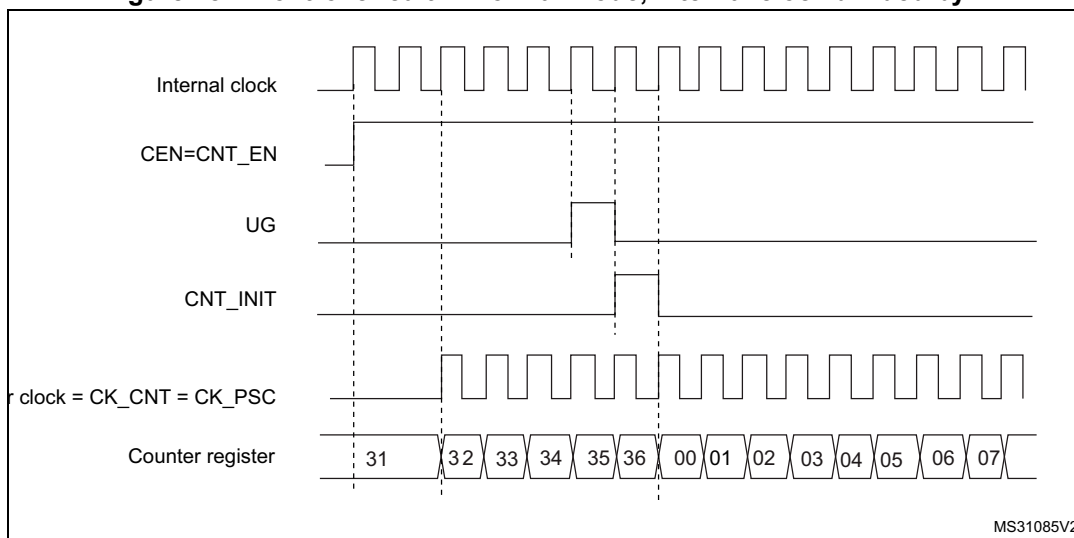 Internal clock
CEN=CNT_EN
UG
CNT_INIT
r clock = CK_CNT = CK_PSC
Counter register
31 32 33 34 35 36 00 01 02 03 04 05 06 07
MS31085V2